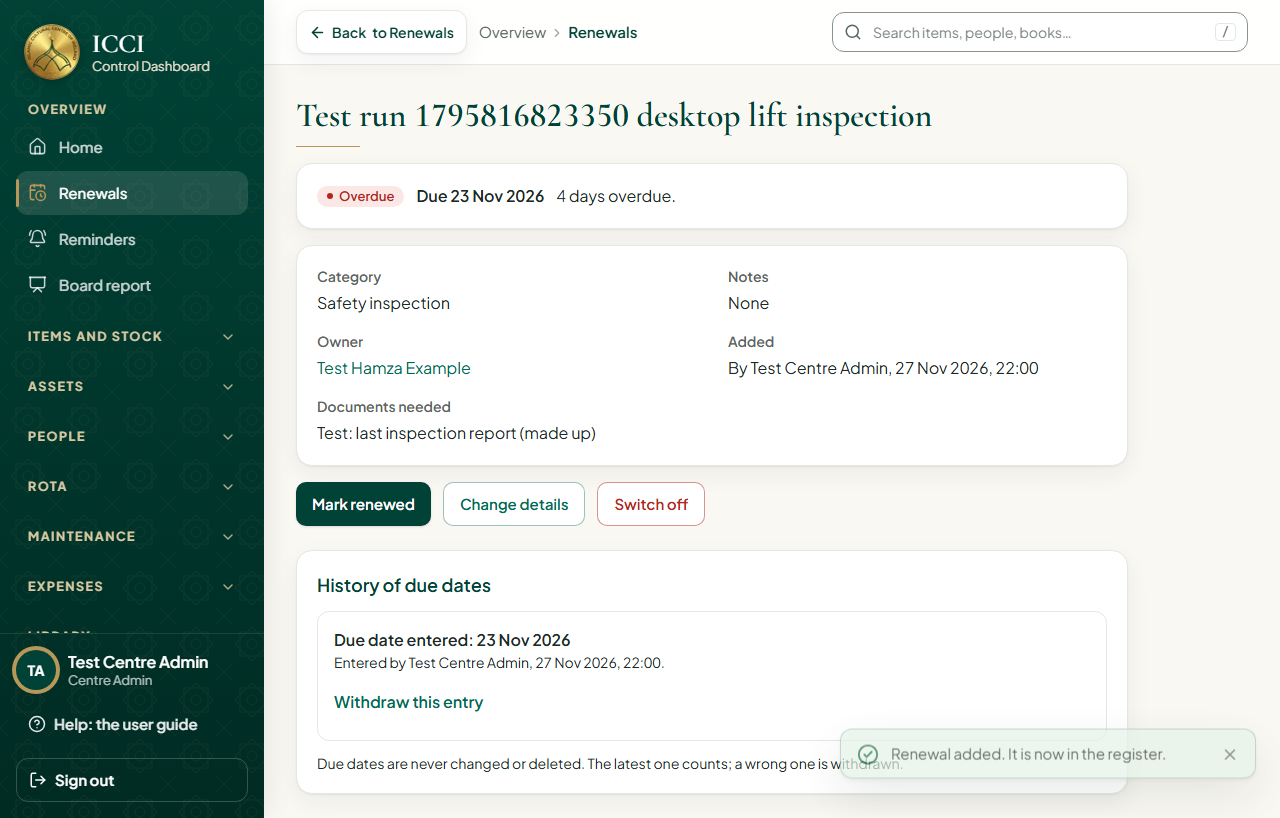 ICCI
Control Dashboard
OVERVIEW
Home
Renewals
Reminders
Board report
ITEMS AND STOCK
ASSETS
PEOPLE
ROTA
MAINTENANCE
EXPENSES
TA
Test Centre Admin
Centre Admin
Help: the user guide
Sign out
Back to Renewals
Overview > Renewals
Search items, people, books…
/
Test run 1795816823350 desktop lift inspection
Overdue Due 23 Nov 2026 4 days overdue.
Category
Safety inspection
Notes
None
Owner
Test Hamza Example
Added
By Test Centre Admin, 27 Nov 2026, 22:00
Documents needed
Test: last inspection report (made up)
Mark renewed
Change details
Switch off
History of due dates
Due date entered: 23 Nov 2026
Entered by Test Centre Admin, 27 Nov 2026, 22:00.
Withdraw this entry
Due dates are never changed or deleted. The latest one counts; a wrong one is withdrawn.
Renewal added. It is now in the register.